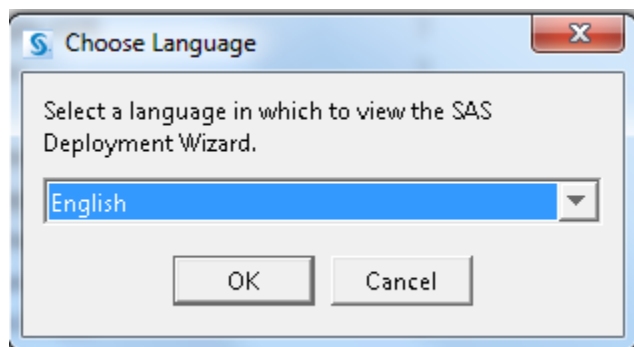 Choose Language
Select a language in which to view the SAS
Deployment Wizard.
English
OK Cancel